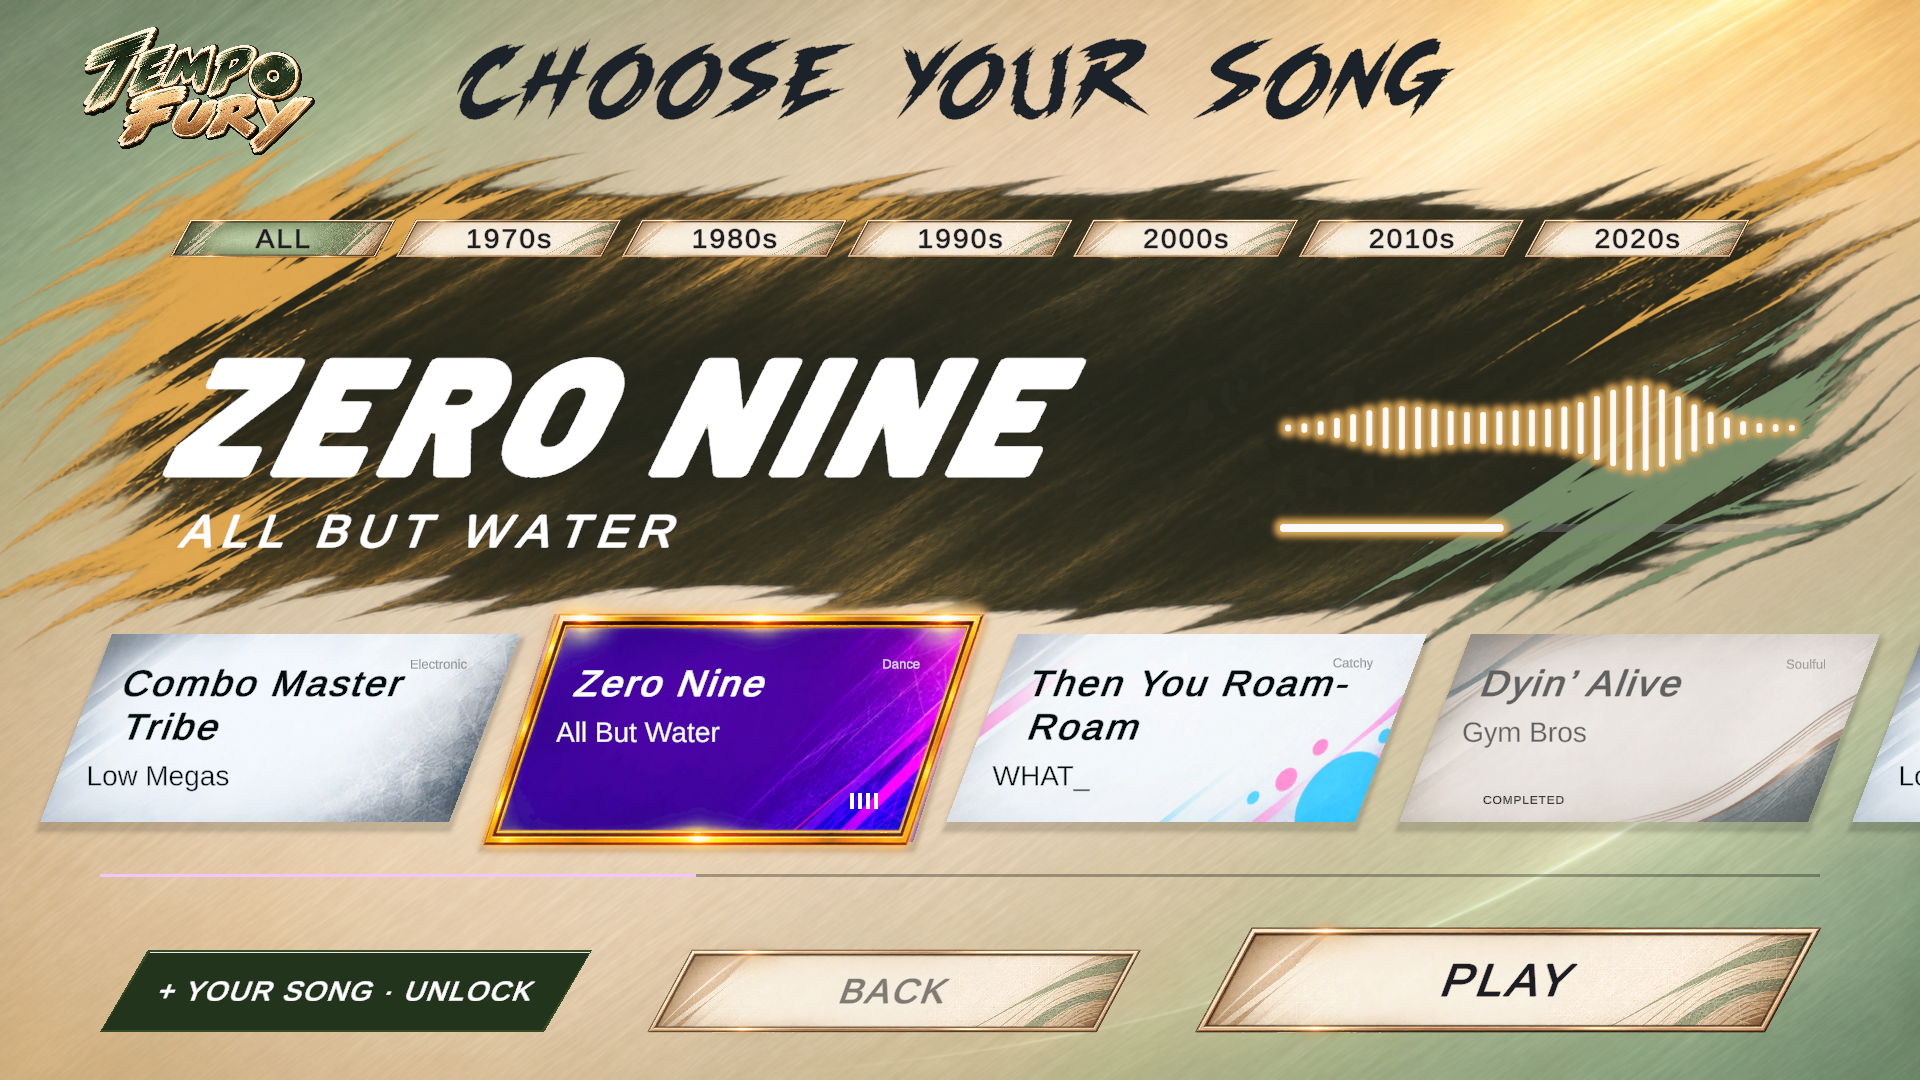 TEMPO
FURY
CHOOSE YOUR SONG
ALL
1970s
1980s
1990s
2000s
2010s
2020s
ZERO NINE
ALL BUT WATER
Electronic
Combo Master
Tribe
Low Megas
Dance
Zero Nine
All But Water
Catchy
Then You Roam-
Roam
WHAT_
Soulful
Dyin’ Alive
Gym Bros
COMPLETED
+ YOUR SONG · UNLOCK
BACK
PLAY